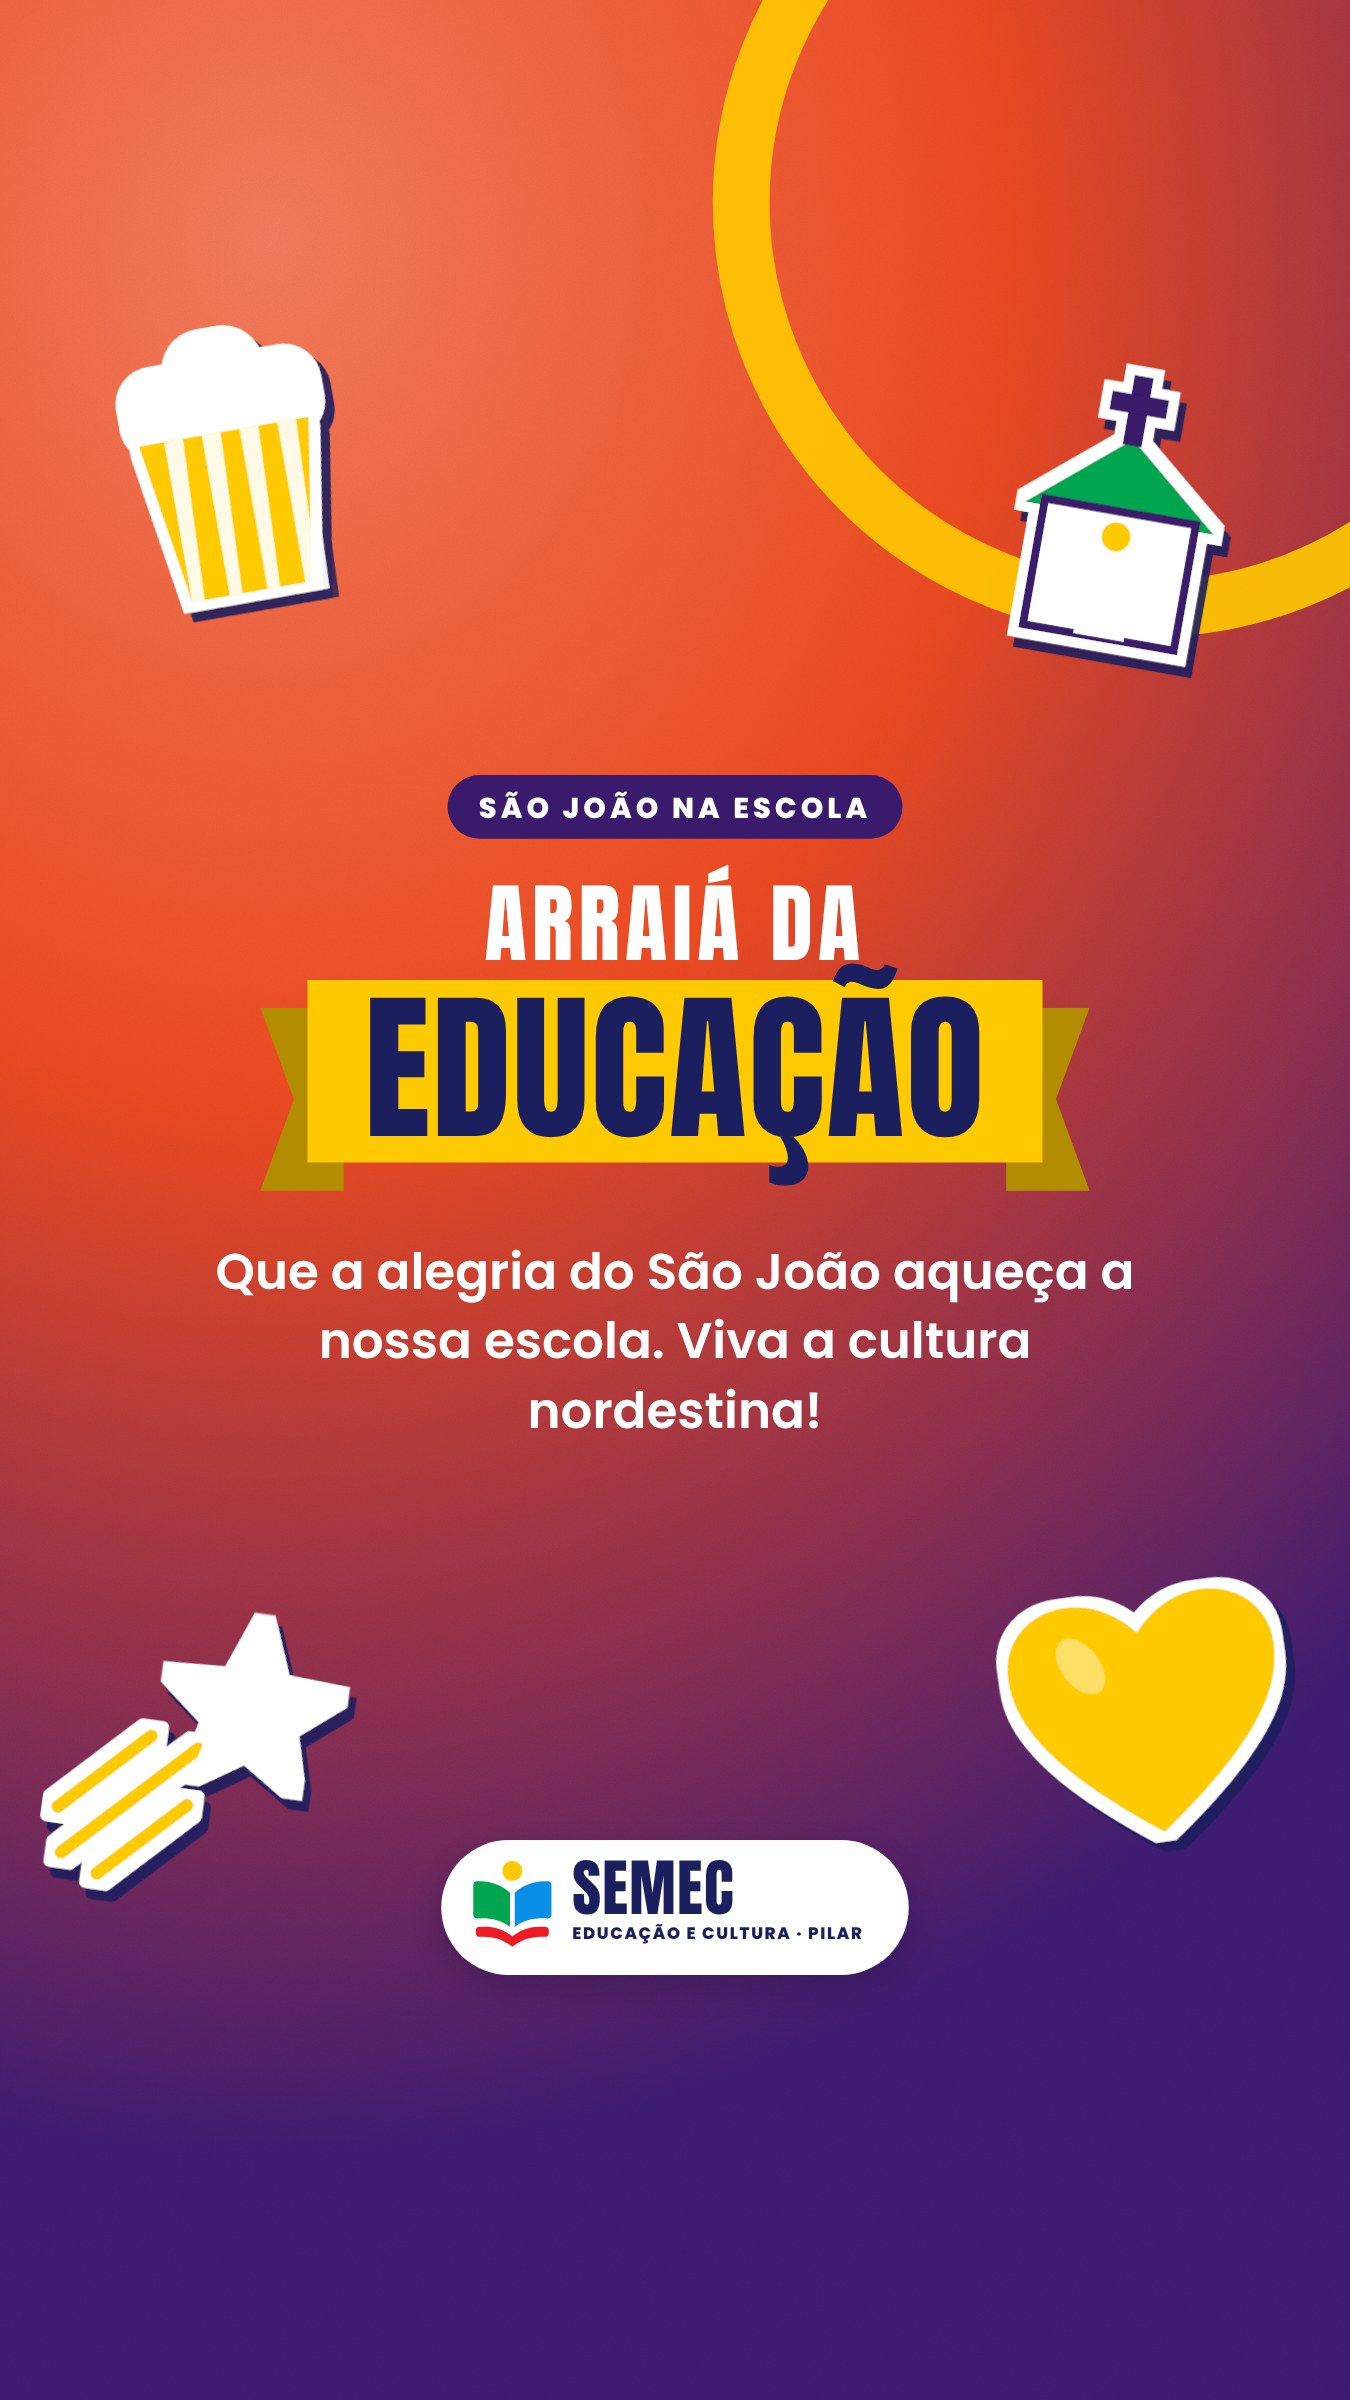 SÃO JOÃO NA ESCOLA
ARRAIÁ DA
EDUCAÇÃO
Que a alegria do São João aqueça a
nossa escola. Viva a cultura
nordestina!
SEMEC
EDUCAÇÃO E CULTURA · PILAR